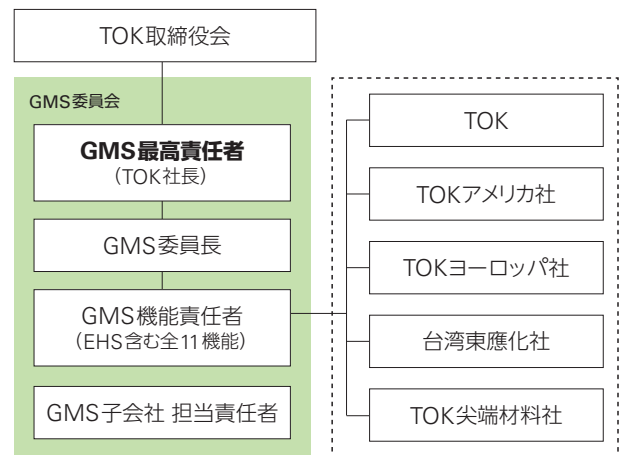 TOK取締役会
GMS委員会
GMS最高責任者
（TOK社長）
GMS委員長
GMS機能責任者
（EHS含む全11機能）
GMS子会社 担当責任者
TOK
TOKアメリカ社
TOKヨーロッパ社
台湾東應化社
TOK尖端材料社